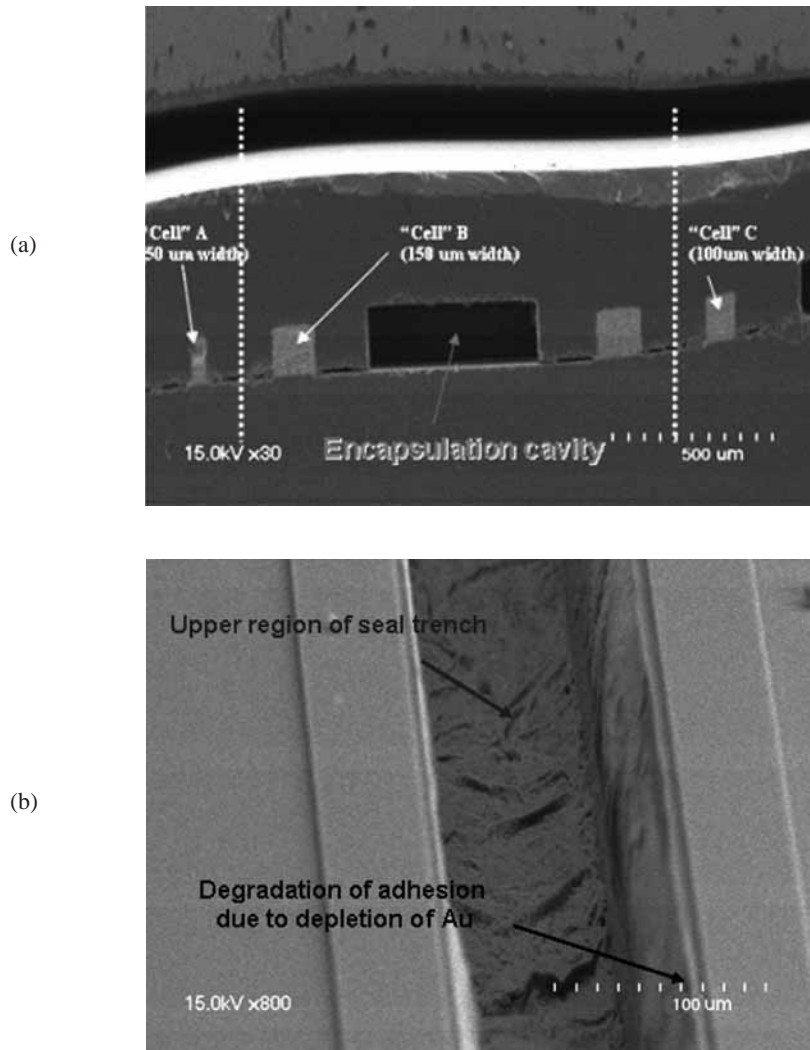 (a)
"Cell" A
50 um width)
"Cell" B
(150 um width)
"Cell" C
(100um width)
Encapsulation cavity
15.0kV x30
500 um
(b)
Upper region of seal trench
Degradation of adhesion
due to depletion of Au
15.0kV x800
100 um